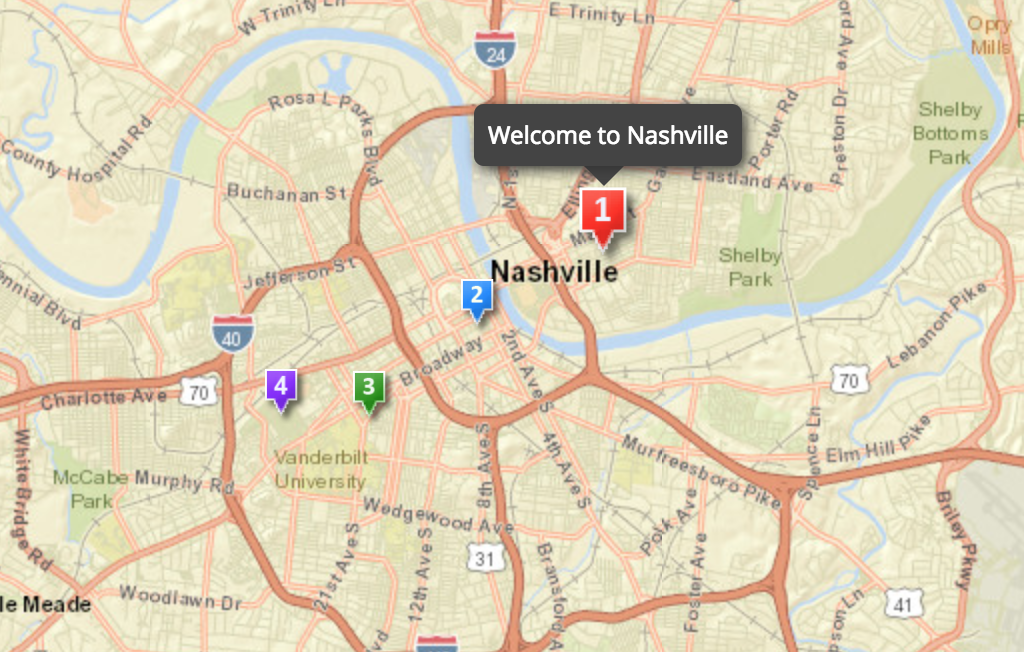 W Trinity Ln
E Trinity Ln
Opry
Mills
24
Rosa L Parks Blvd
Welcome to Nashville
Porter Rd
Preston Dr
Shelby
Bottoms
Park
County Hospital Rd
Buchanan St
Eastland Ave
1
Shelby
Park
Jefferson St
Nashville
2
Blvd
40
Broadway
2nd Ave S
Lebanon Pike
70
70
4
3
Charlotte Ave
Spence Ln
Elm Hill Pike
4th Ave S
Murfreesboro Pike
White Bridge Rd
McCabe
Park
Murphy Rd
Vanderbilt
University
8th Ave S
Wedgewood Ave
Polk Ave
Briley Pkwy
31
21st Ave S
12th Ave S
Foster Ave
le Meade
Woodlawn Dr
41